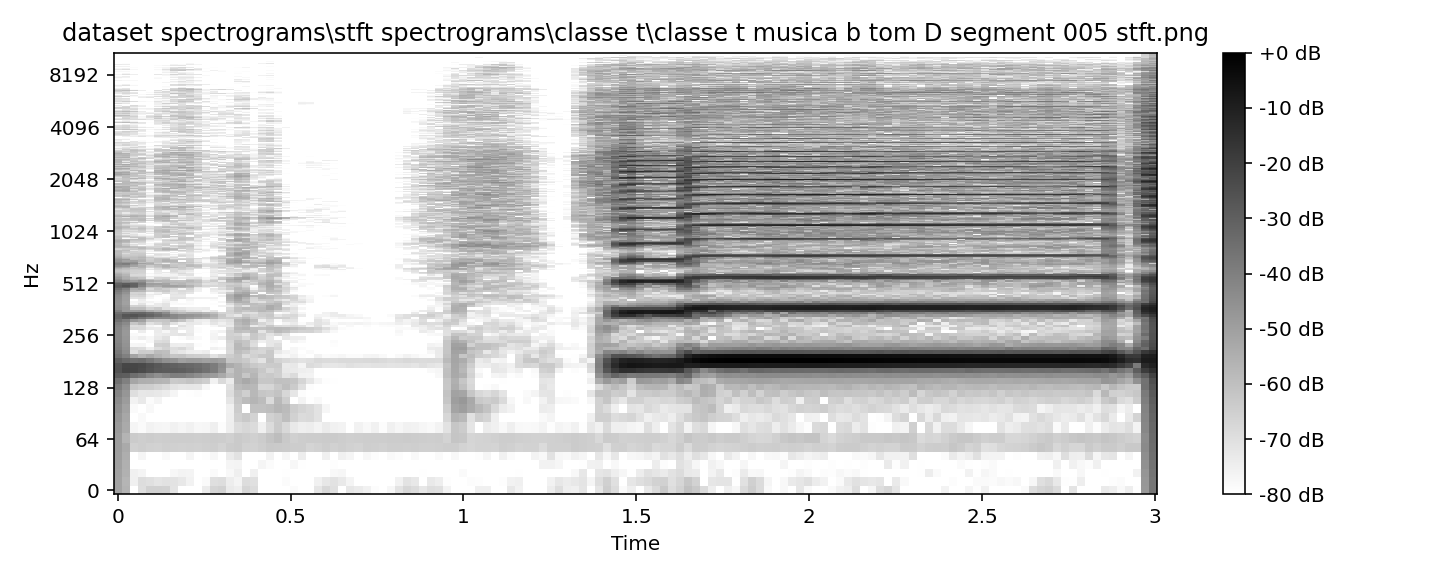 dataset spectrograms\stft spectrograms\classe t\classe t musica b tom D segment 005 stft.png
8192
4096
2048
1024
512
256
128
64
0
Hz
0
0.5
1
1.5
2
2.5
3
Time
+0 dB
-10 dB
-20 dB
-30 dB
-40 dB
-50 dB
-60 dB
-70 dB
-80 dB